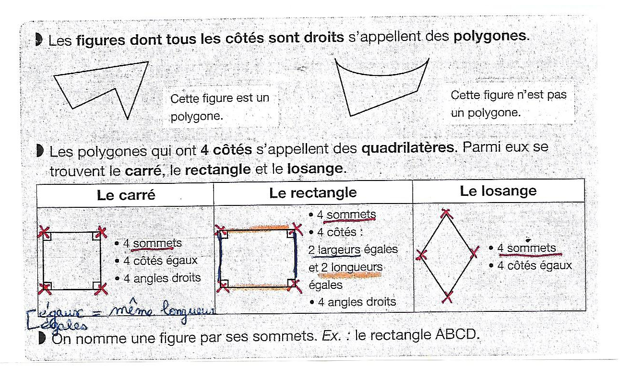 Les figures dont tous les côtés sont droits s'appellent des polygones.
Cette figure est un
polygone.
Cette figure n'est pas
un polygone.
Les polygones qui ont 4 côtés s'appellent des quadrilatères. Parmi eux se
trouvent le carré, le rectangle et le losange.
Le carré
Le rectangle
Le losange
• 4 sommets
• 4 côtés égaux
• 4 angles droits
• 4 sommets
• 4 côtés :
2 largeurs égales
et 2 longueurs
égales
• 4 angles droits
• 4 sommets
• 4 côtés égaux
égaux = même longueur
égales
On nomme une figure par ses sommets. Ex. : le rectangle ABCD.